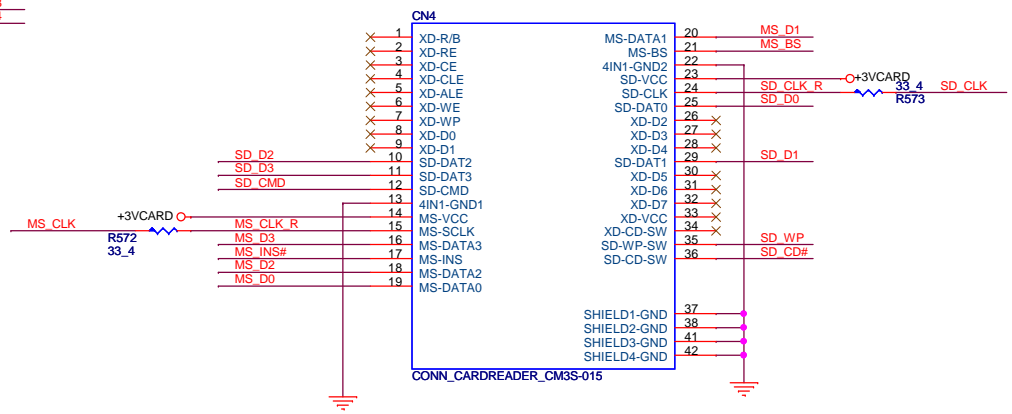 CN4
1 XD-R/B MS-DATA1 20 MS_D1
2 XD-RE MS-BS 21 MS_BS
3 XD-CE 4IN1-GND2 22
4 XD-CLE SD-VCC 23 +3VCARD
5 XD-ALE SD-CLK 24 SD_CLK_R 33_4 SD_CLK
R573
6 XD-WE SD-DAT0 25 SD_D0
7 XD-WP XD-D2 26
8 XD-D0 XD-D3 27
9 XD-D1 XD-D4 28
SD_D2 10 SD-DAT2 SD-DAT1 29 SD_D1
SD_D3 11 SD-DAT3 XD-D5 30
SD_CMD 12 SD-CMD XD-D6 31
13 4IN1-GND1 XD-D7 32
+3VCARD 14 MS-VCC XD-VCC 33
MS_CLK MS_CLK_R 15 MS-SCLK XD-CD-SW 34
R572
33_4
MS_D3 16 MS-DATA3 SD-WP-SW 35 SD_WP
MS_INS# 17 MS-INS SD-CD-SW 36 SD_CD#
MS_D2 18 MS-DATA2
MS_D0 19 MS-DATA0
SHIELD1-GND 37
SHIELD2-GND 38
SHIELD3-GND 41
SHIELD4-GND 42
CONN_CARDREADER_CM3S-015